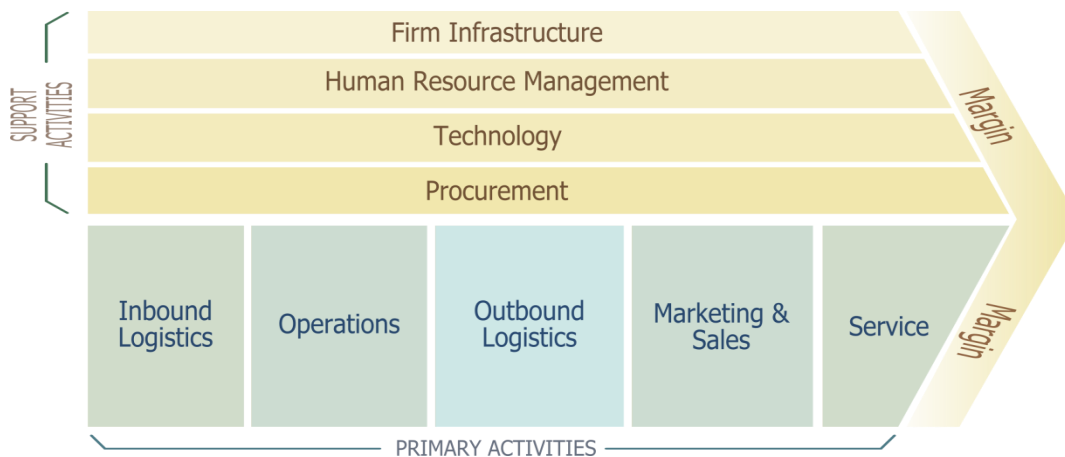 Firm Infrastructure
Human Resource Management
Technology
Procurement
SUPPORT
ACTIVITIES
Margin
Inbound
Logistics
Operations
Outbound
Logistics
Marketing &
Sales
Service
Margin
PRIMARY ACTIVITIES